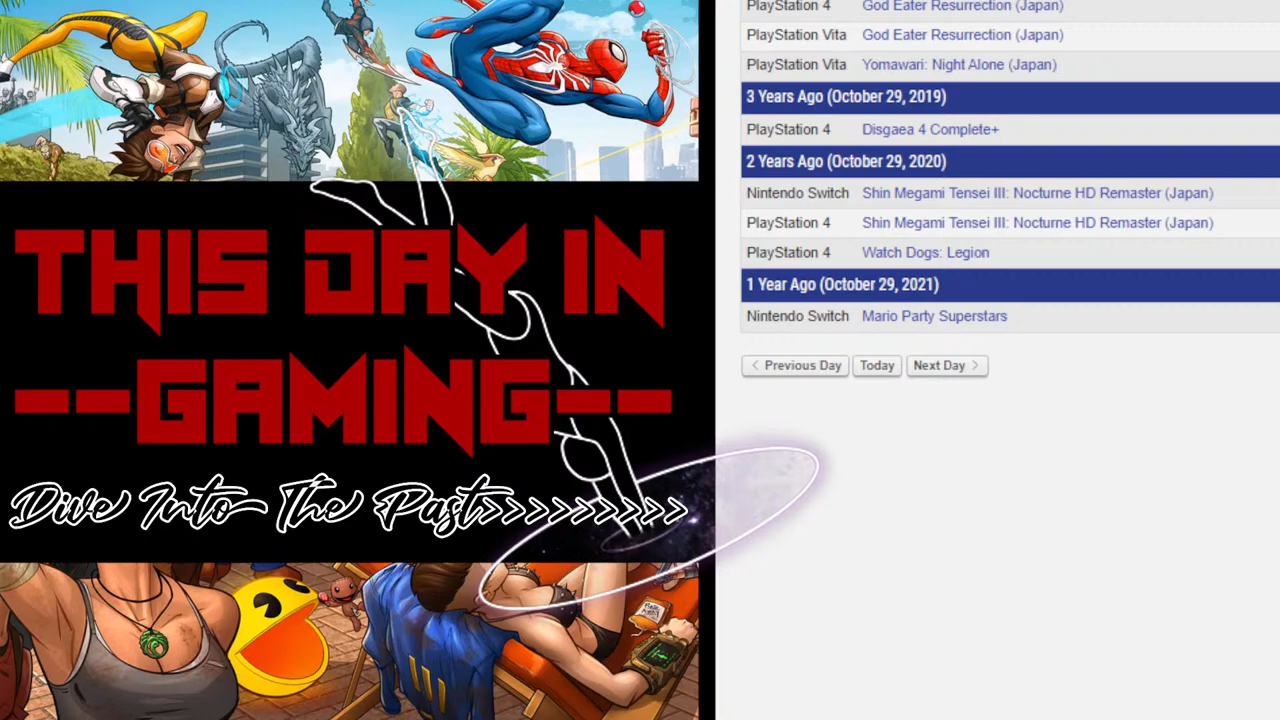 THIS DAY IN
--GAMING--
Dive Into The Past>>>>>>>>>>
PlayStation 4 God Eater Resurrection (Japan)
PlayStation Vita God Eater Resurrection (Japan)
PlayStation Vita Yomawari: Night Alone (Japan)
3 Years Ago (October 29, 2019)
PlayStation 4 Disgaea 4 Complete+
2 Years Ago (October 29, 2020)
Nintendo Switch Shin Megami Tensei III: Nocturne HD Remaster (Japan)
PlayStation 4 Shin Megami Tensei III: Nocturne HD Remaster (Japan)
PlayStation 4 Watch Dogs: Legion
1 Year Ago (October 29, 2021)
Nintendo Switch Mario Party Superstars
< Previous Day Today Next Day >